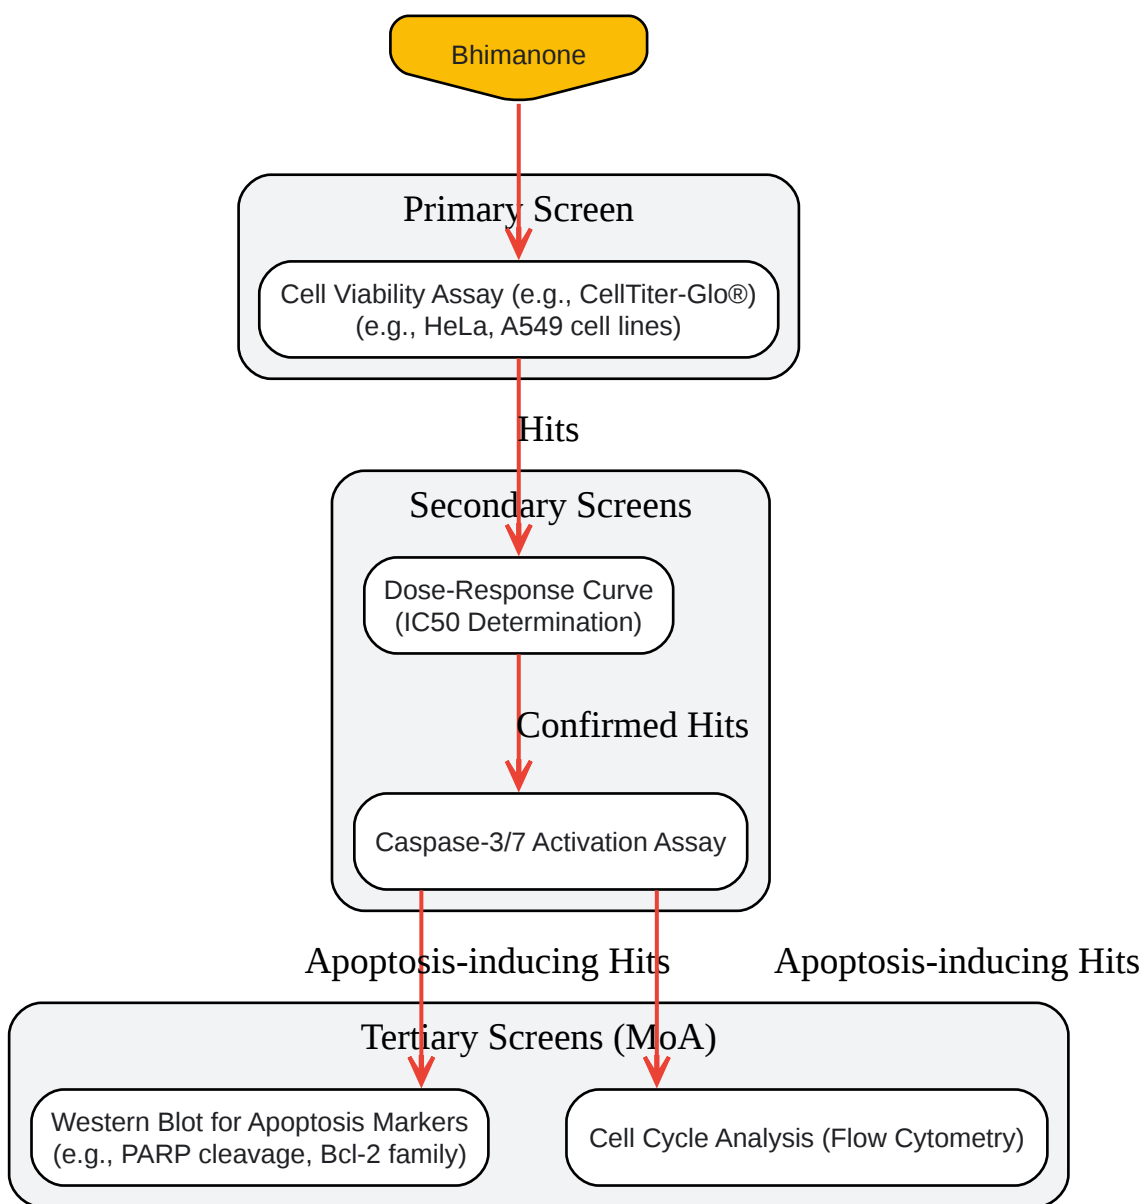 Bhimanone
Primary Screen
Cell Viability Assay (e.g., CellTiter-Glo®)
(e.g., HeLa, A549 cell lines)
Hits
Secondary Screens
Dose-Response Curve
(IC50 Determination)
Confirmed Hits
Caspase-3/7 Activation Assay
Apoptosis-inducing Hits
Apoptosis-inducing Hits
Tertiary Screens (MoA)
Western Blot for Apoptosis Markers
(e.g., PARP cleavage, Bcl-2 family)
Cell Cycle Analysis (Flow Cytometry)